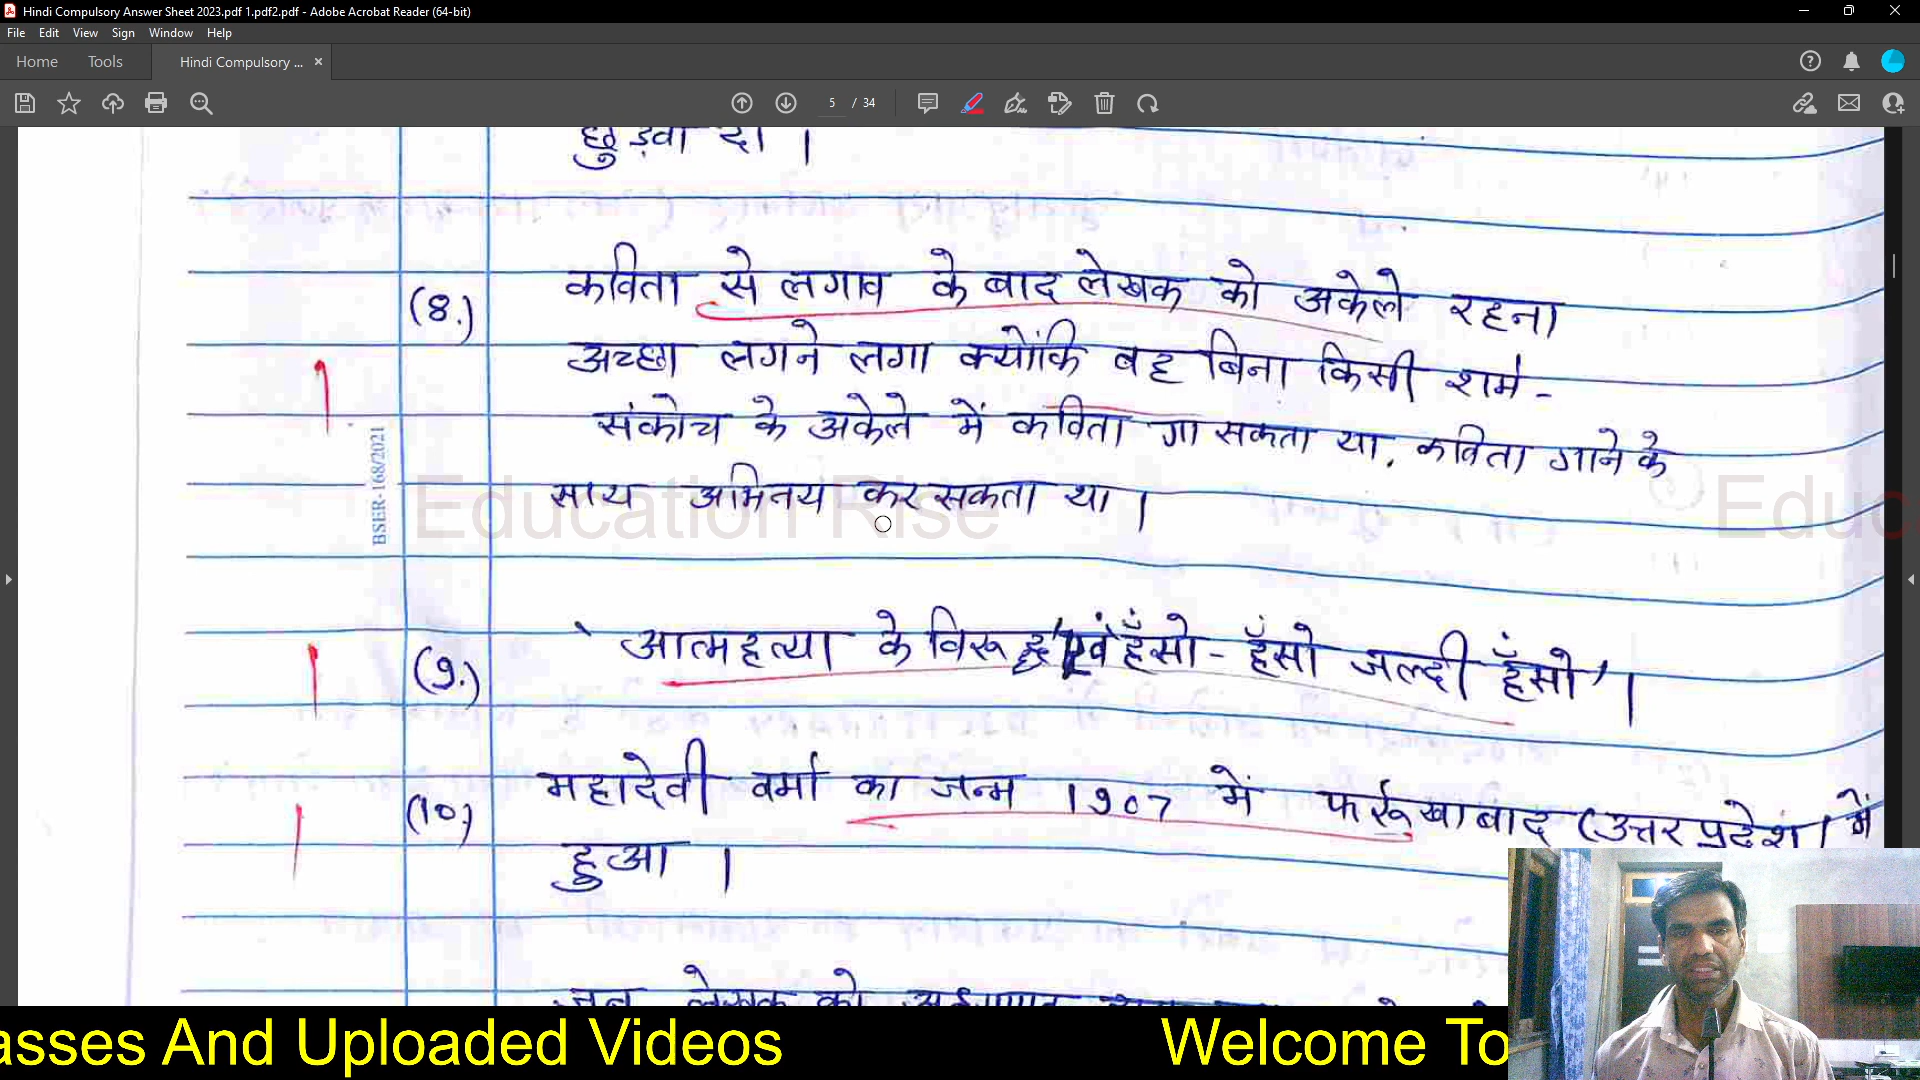 Hindi Compulsory Answer Sheet 2023.pdf 1.pdf2.pdf - Adobe Acrobat Reader (64-bit)
File Edit View Sign Window Help
Home Tools Hindi Compulsory ... ×
5 / 34
छुड़वा दी ।
(8.) कविता से लगाव के बाद लेखक को अकेले रहना
अच्छा लगने लगा क्योंकि वह बिना किसी शर्म -
संकोच के अकेले में कविता गा सकता था, कविता गाने के
साथ अभिनय कर सकता था ।
BSER-168/2021
Education Rise Educ
(9.) ' आत्महत्या के विरूद्ध' एवं 'हँसो - हँसो जल्दी हँसो' ।
(10.) महादेवी वर्मा का जन्म 1907 में फर्रूखाबाद (उत्तर प्रदेश) में
हुआ ।
लेखक को
asses And Uploaded Videos Welcome To